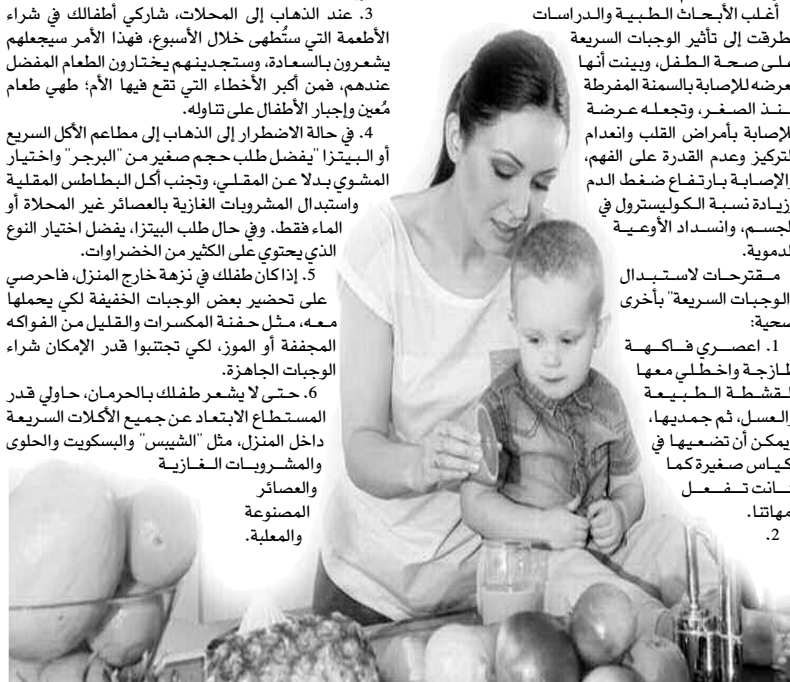 أغلب الأبحاث الطبية والدراسات
تطرقت إلى تأثير الوجبات السريعة
على صحة الطفل، وبينت أنها
تعرضه للإصابة بالسمنة المفرطة
منذ الصغر، وتجعله عرضة
للإصابة بأمراض القلب وانعدام
التركيز وعدم القدرة على الفهم،
والإصابة بارتفاع ضغط الدم
وزيادة نسبة الكوليسترول في
الجسم، وانسداد الأوعية
الدموية.
مقترحات لاستبدال
"الوجبات السريعة" بأخرى
صحية:
1. اعصري فاكهة
طازجة واخطلي معها
القشطة الطبيعة
والعسل، ثم جمديها،
ويمكن أن تضعيها في
أكياس صغيرة كما
كانت تفعل
أمهاتنا.
2.
3. عند الذهاب إلى المحلات، شاركي أطفالك في شراء
الأطعمة التي ستُطهى خلال الأسبوع، فهذا الأمر سيجعلهم
يشعرون بالسعادة، وستجدينهم يختارون الطعام المفضل
عندهم، فمن أكبر الأخطاء التي تقع فيها الأم؛ طهي طعام
مُعين وإجبار الأطفال على تناوله.
4. في حالة الاضطرار إلى الذهاب إلى مطاعم الأكل السريع
أو البيتزا "يفضل طلب حجم صغير من "البرجر" واختيار
المشوي بدلا عن المقلي، وتجنب أكل البطاطس المقلية
واستبدال المشروبات الغازية بالعصائر غير المحلاة أو
الماء فقط. وفي حال طلب البيتزا، يفضل اختيار النوع
الذي يحتوي على الكثير من الخضراوات.
5. إذا كان طفلك في نزهة خارج المنزل، فاحرصي
على تحضير بعض الوجبات الخفيفة لكي يحملها
معه، مثل حفنة المكسرات والقليل من الفواكه
المجففة أو الموز، لكي تجتنبوا قدر الإمكان شراء
الوجبات الجاهزة.
6. حتى لا يشعر طفلك بالحرمان، حاولي قدر
المستطاع الابتعاد عن جميع الأكلات السريعة
داخل المنزل، مثل "الشيبس" والبسكويت والحلوى
والمشروبات الغازية
والعصائر
المصنوعة
والمعلبة.